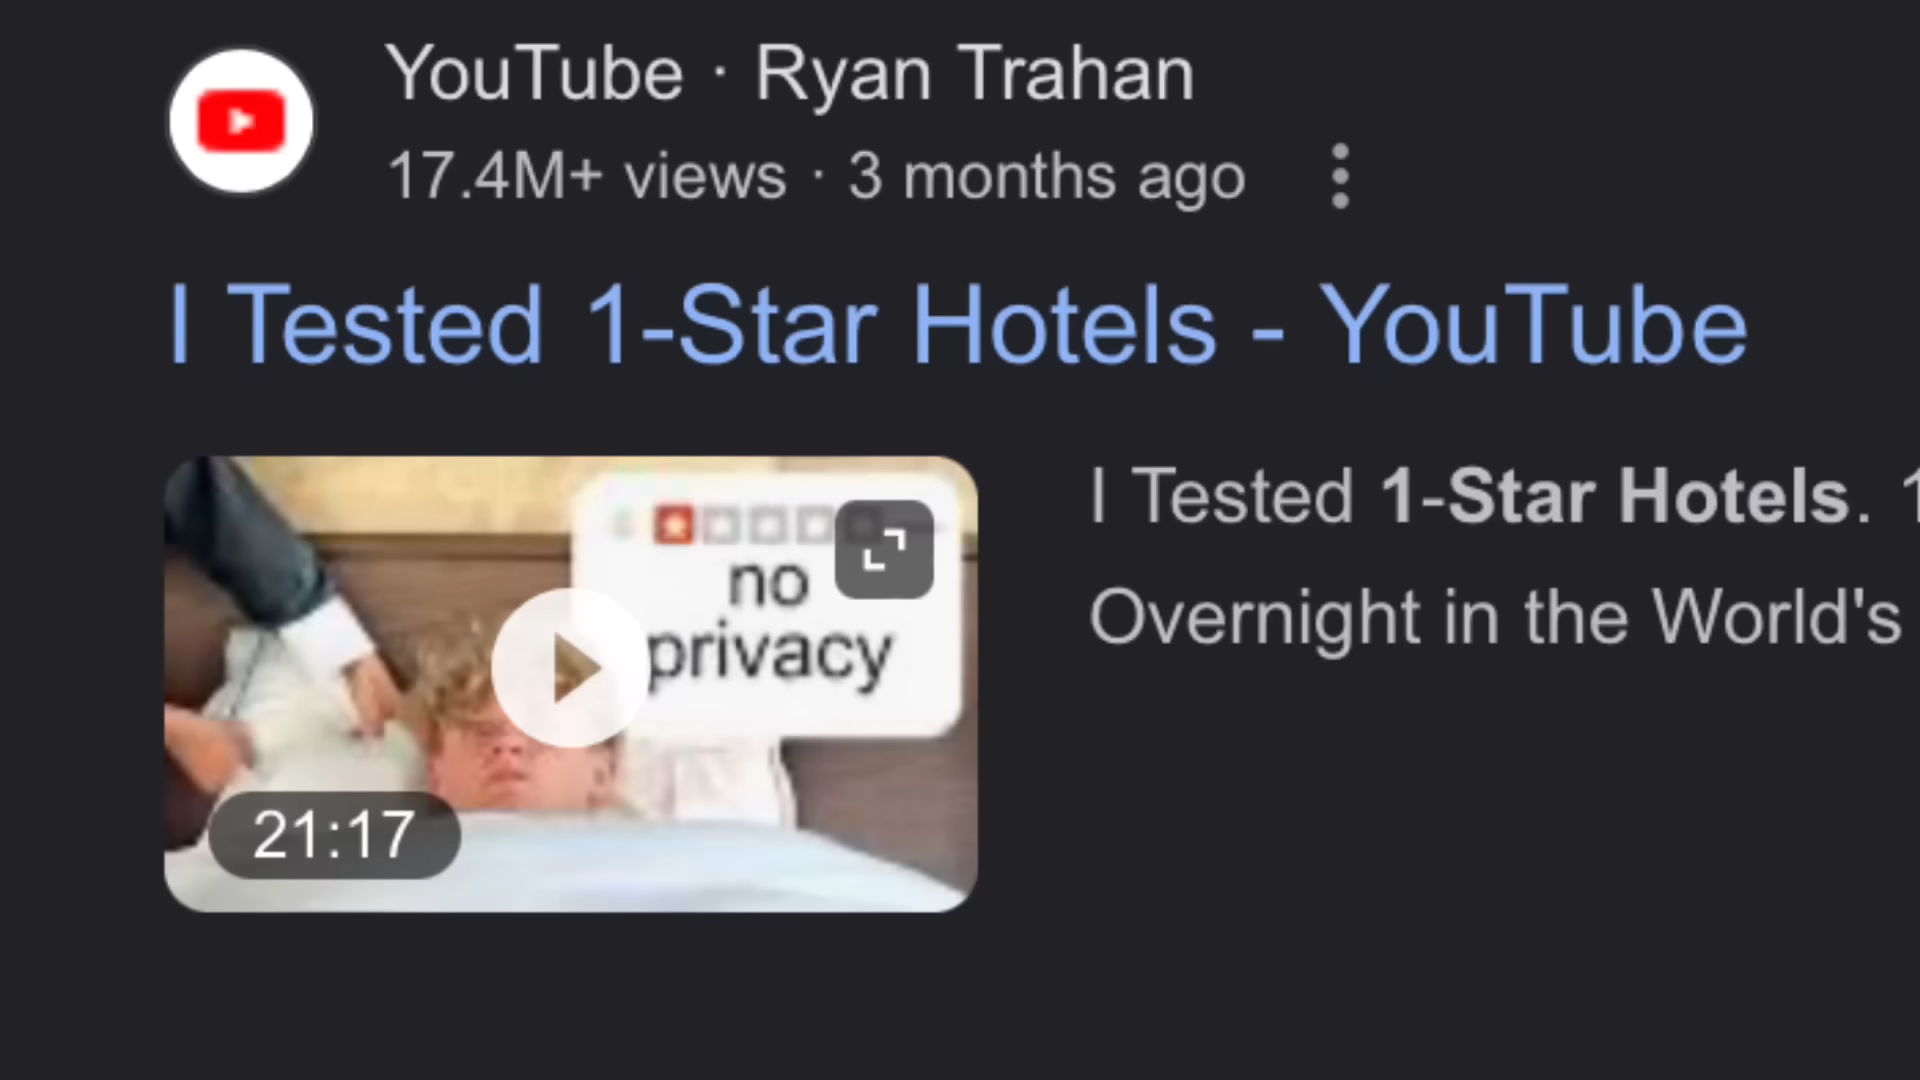 YouTube · Ryan Trahan
17.4M+ views · 3 months ago
I Tested 1-Star Hotels - YouTube
I Tested 1-Star Hotels. 1
Overnight in the World's
no
privacy
21:17